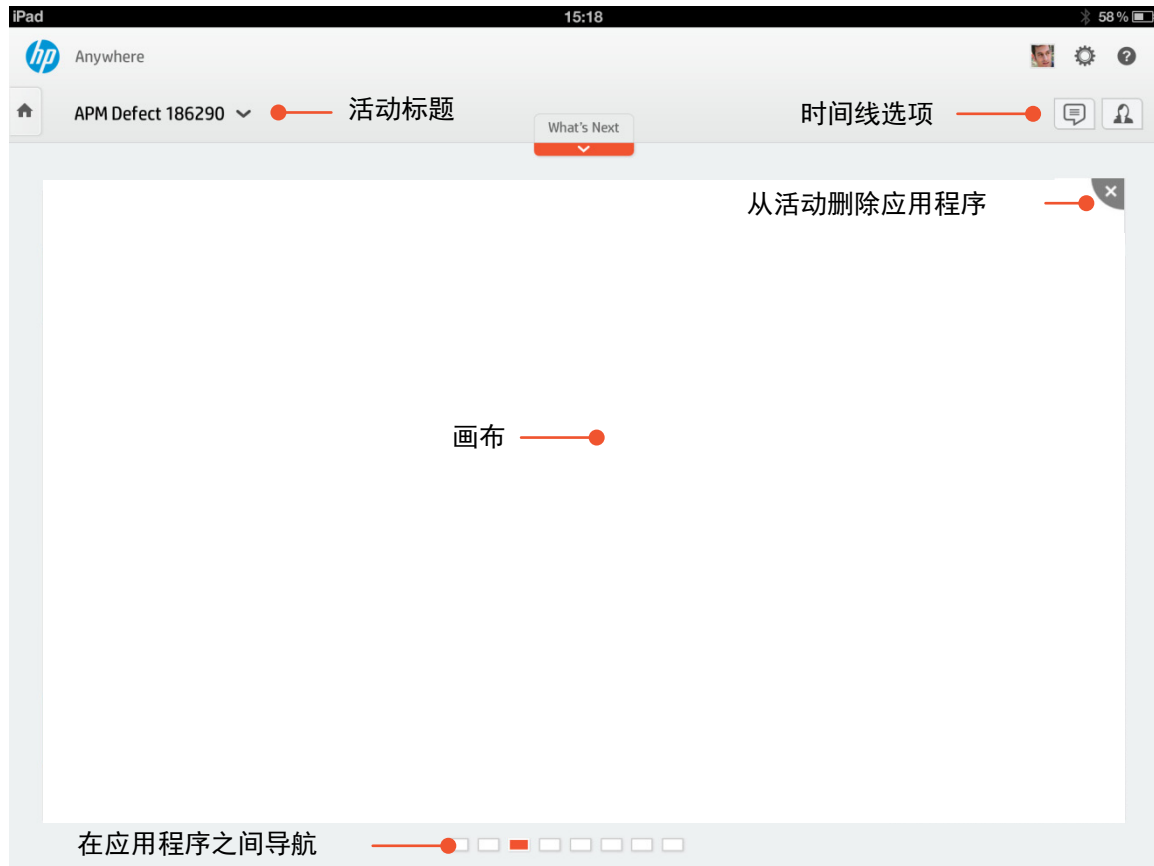 iPad 15:18 58%
hp Anywhere
APM Defect 186290 活动标题 时间线选项
What's Next
从活动删除应用程序
画布
在应用程序之间导航